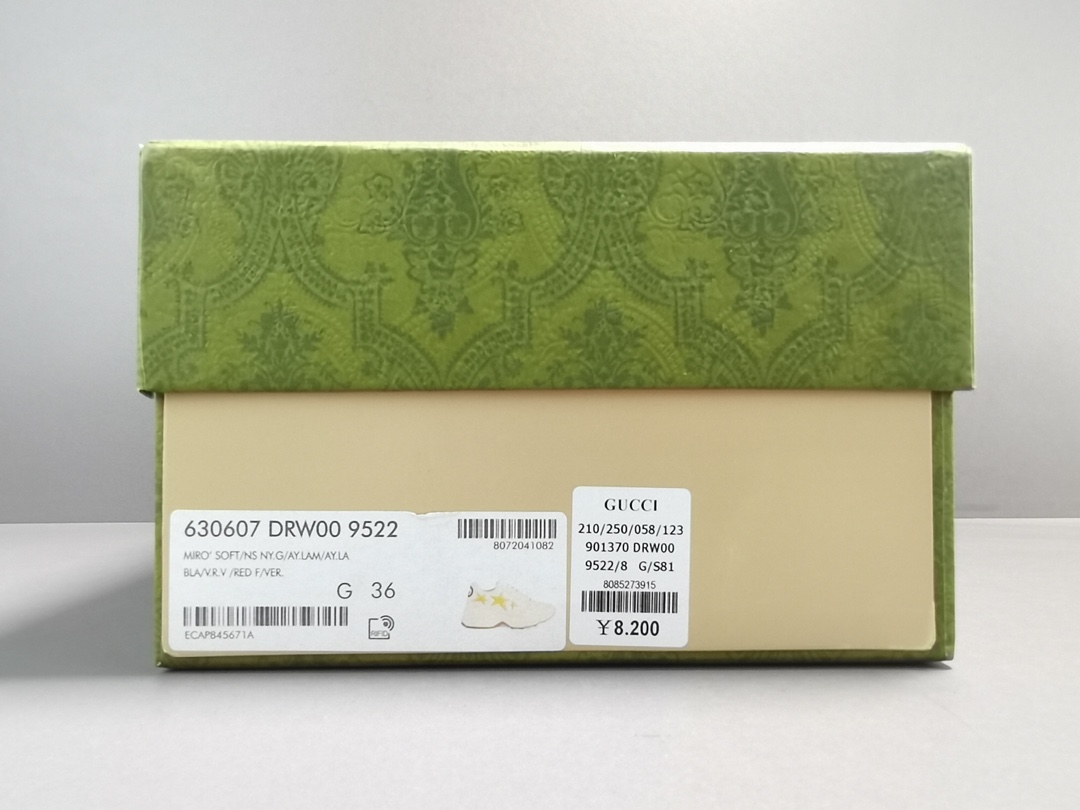 630607 DRW00 9522
8072041082
MIRO' SOFT/NS NY.G/AY.LAM/AY.LA
BLA/V.R.V /RED F/VER.
G 36
ECAP845671A
RFID
GUCCI
210/250/058/123
901370 DRW00
9522/8 G/S81
8085273915
￥8.200